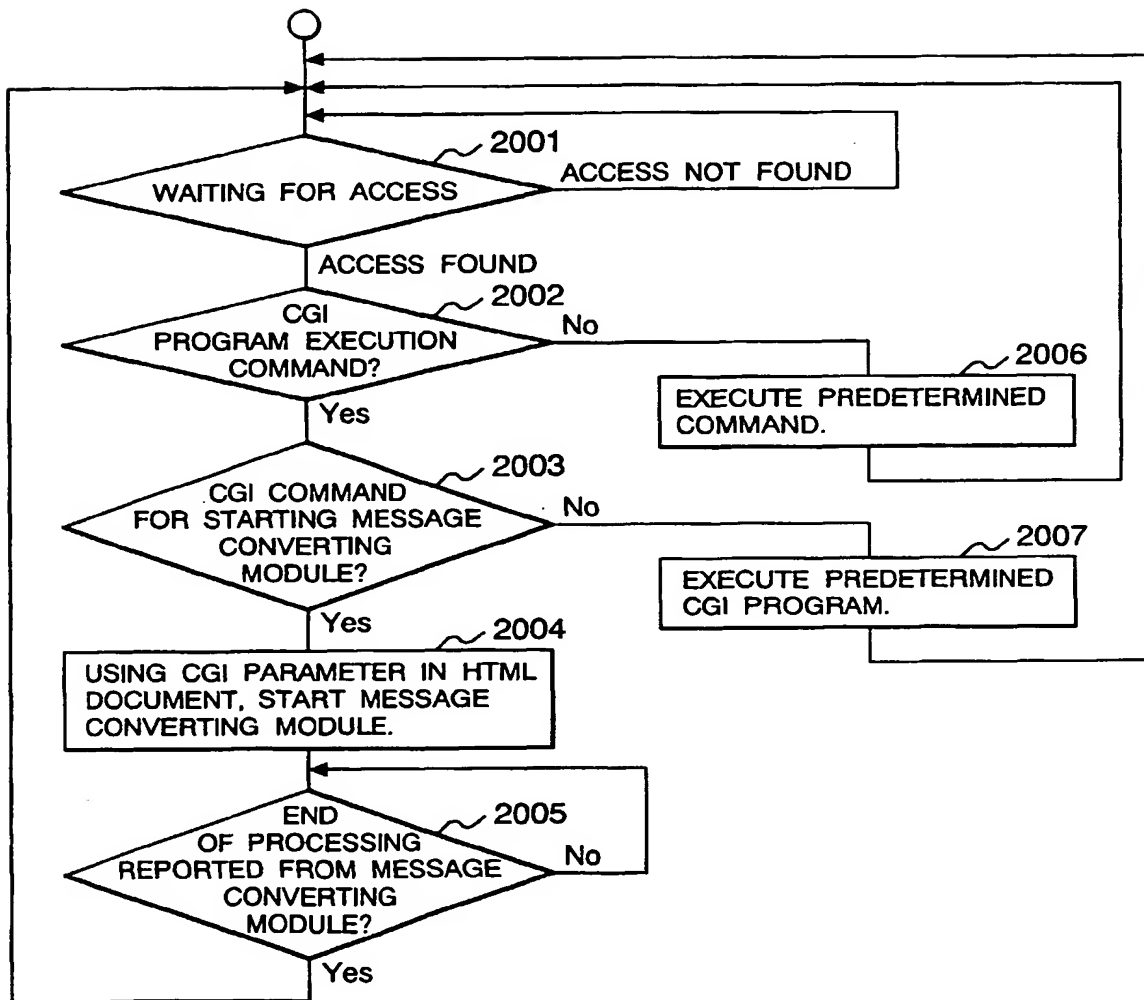 2001
WAITING FOR ACCESS
ACCESS NOT FOUND
ACCESS FOUND
2002
CGI
PROGRAM EXECUTION
COMMAND?
No
Yes
2006
EXECUTE PREDETERMINED
COMMAND.
2003
CGI COMMAND
FOR STARTING MESSAGE
CONVERTING
MODULE?
No
Yes
2007
EXECUTE PREDETERMINED
CGI PROGRAM.
2004
USING CGI PARAMETER IN HTML
DOCUMENT, START MESSAGE
CONVERTING MODULE.
2005
END
OF PROCESSING
REPORTED FROM MESSAGE
CONVERTING
MODULE?
No
Yes